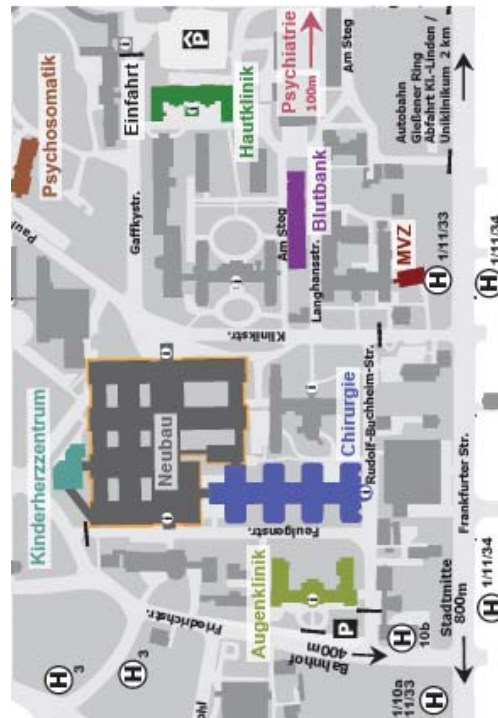 Psychosomatik
Paul
Kinderherzzentrum
H 3
H 3
Friedrichstr.
Gaffkystr.
Einfahrt
P
Neubau
Klinikstr.
Hautklinik
Feulgenstr.
Augenklinik
Am Steg
Psychiatrie
100m
Blutbank
Langhansstr.
Am Steg
Chirurgie
P
Bahnhof
400m
Rudolf-Buchheim-Str.
MVZ
H 10b
H 1/11/33
Autobahn
Gießener Ring
Abfahrt KL-Linden /
Uniklinikum 2 km
1/10a
11/33
H
Stadtmitte
800m
Frankfurter Str.
H 1/11/34
H 1/11/34